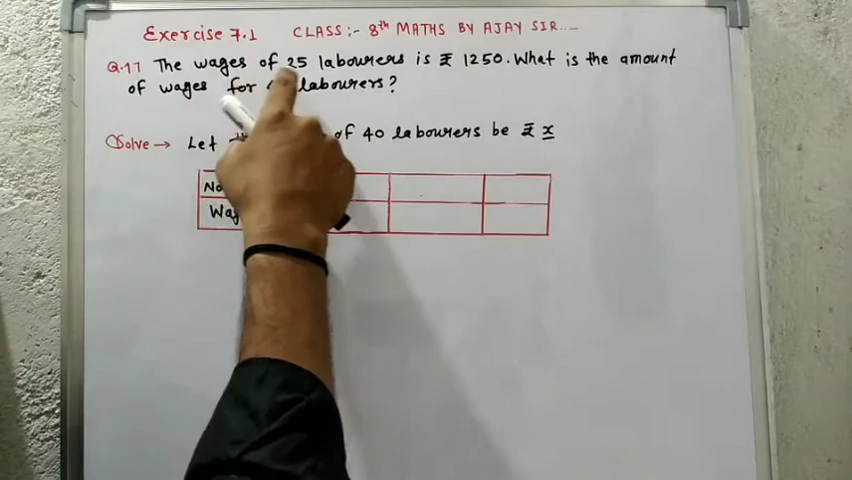 Exercise 7.1 CLASS :- 8th MATHS BY AJAY SIR....
Q.17 The wages of 25 labourers is ₹ 1250. What is the amount
of wages for labourers?
Solve → Let of 40 labourers be ₹ x
No
Wag